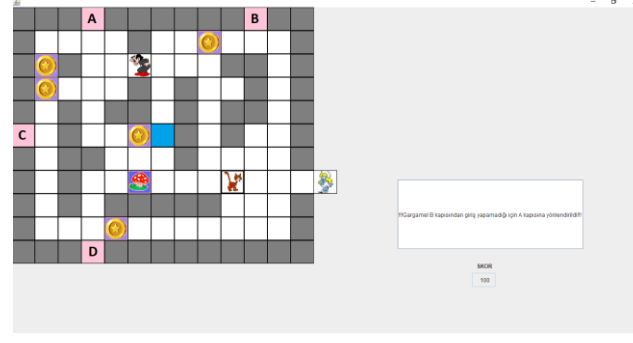 A
B
C
!!!Gargamel B kapısından giriş yapamadığı için A kapısına yönlendirildi!!!
SKOR
100
D